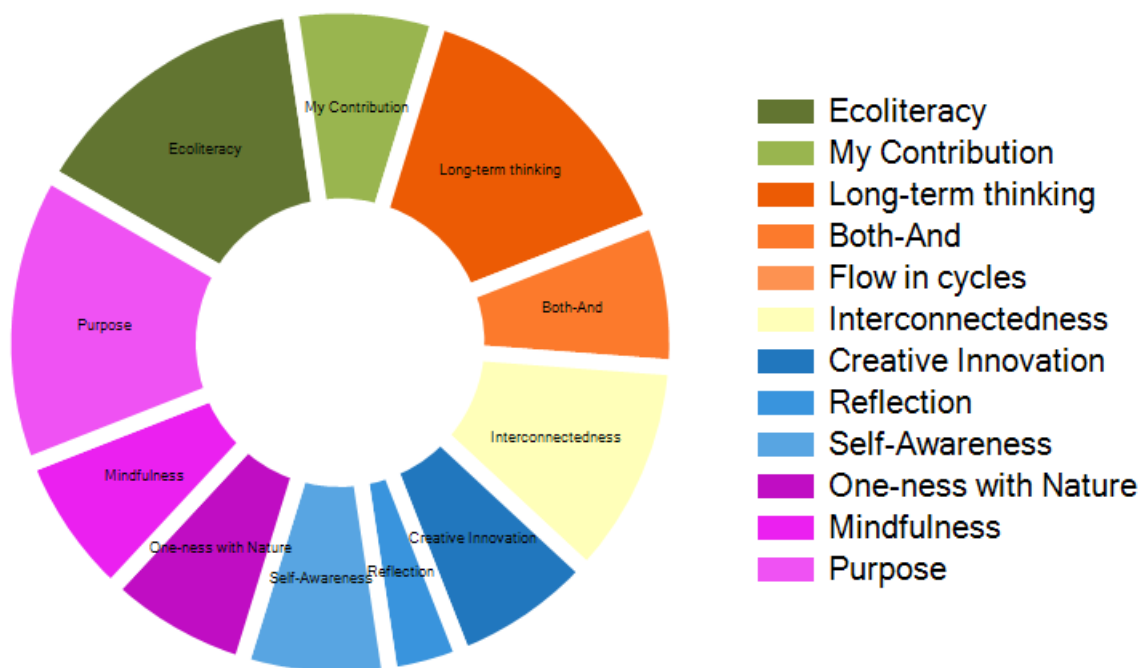 My Contribution
Ecoliteracy
Long-term thinking
Both-And
Purpose
Interconnectedness
Mindfulness
Creative Innovation
One-ness with Nature
Reflection
Self-Awareness
Ecoliteracy
My Contribution
Long-term thinking
Both-And
Flow in cycles
Interconnectedness
Creative Innovation
Reflection
Self-Awareness
One-ness with Nature
Mindfulness
Purpose